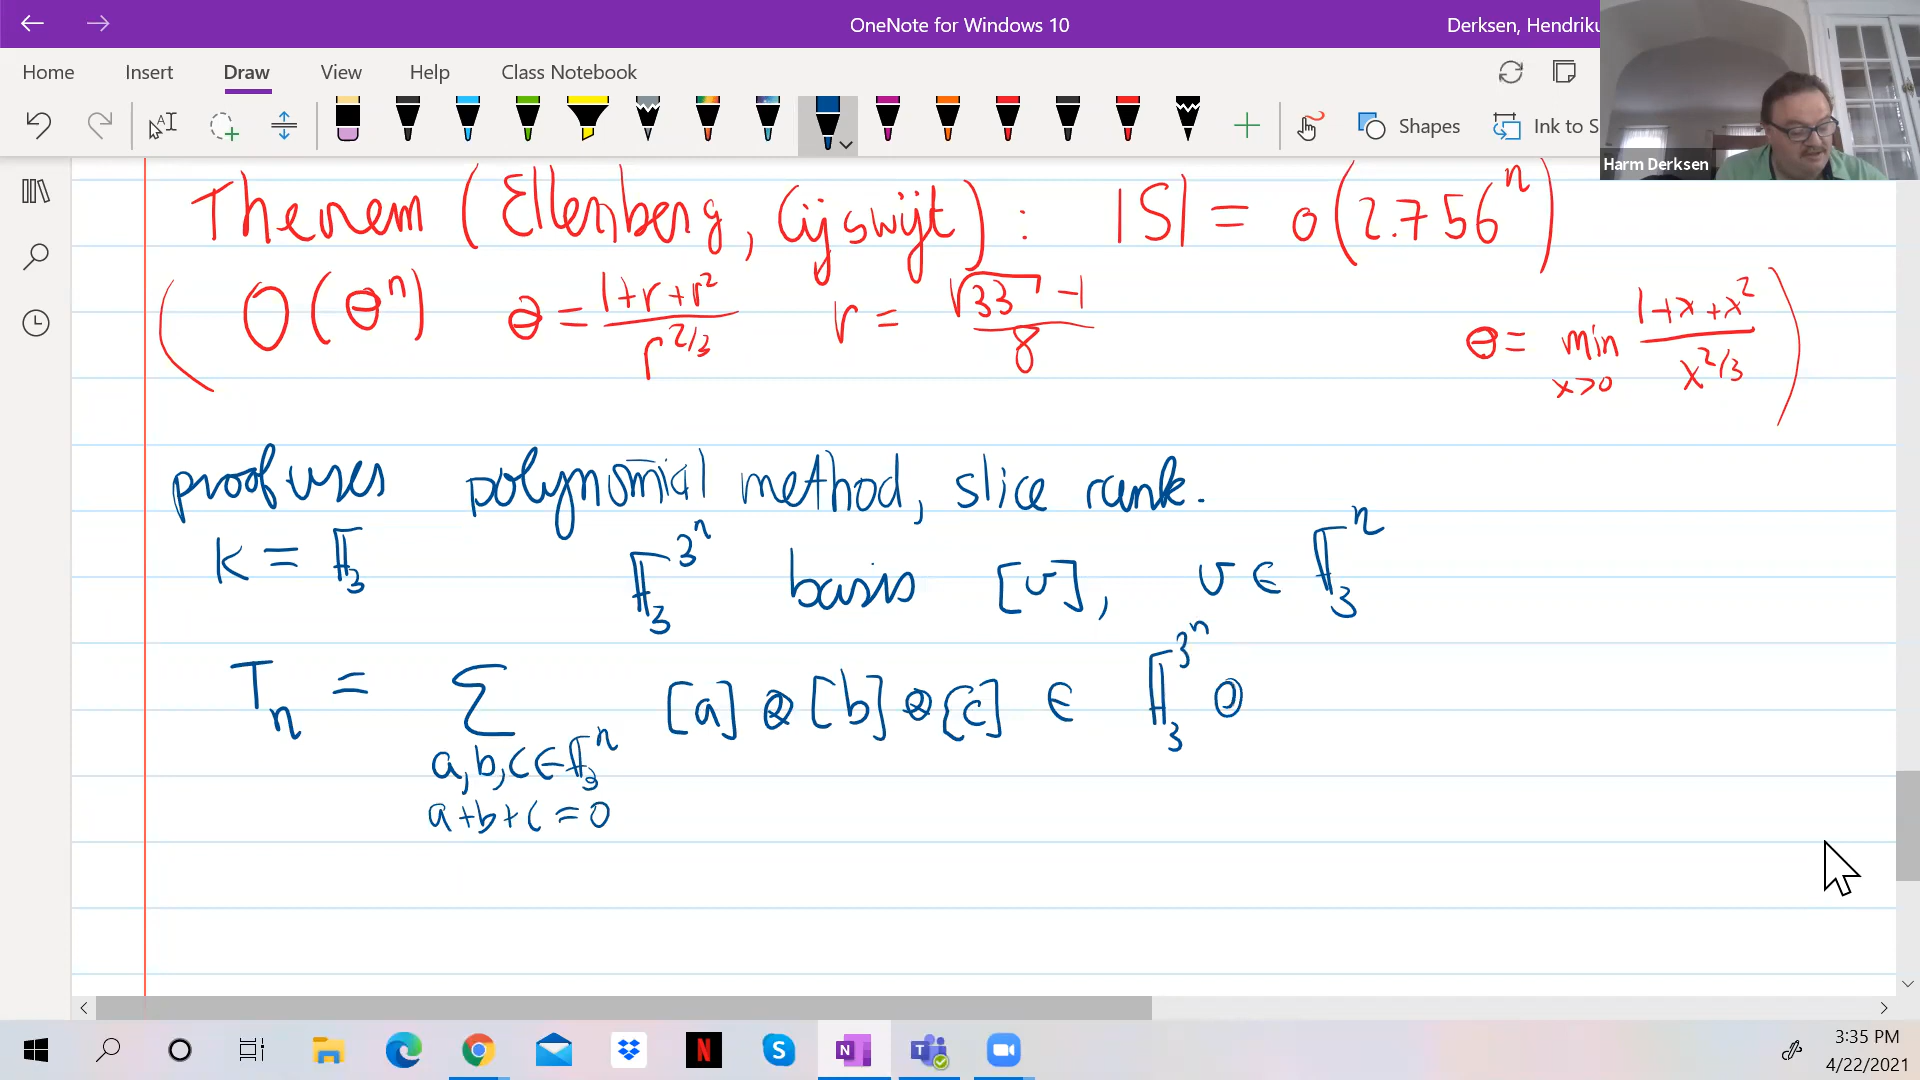 OneNote for Windows 10
Derksen, Hendriku
Home Insert Draw View Help Class Notebook
Shapes
Ink to S
Harm Derksen
Theorem (Ellenberg, Gijswijt): |S| = o(2.756^n)
( O(θ^n) θ = (1+r+r^2)/(r^{2/3}) r = (√33 -1)/8 θ = min_{x>0} (1+x+x^2)/(x^{2/3}) )
proof uses polynomial method, slice rank.
K = 𝔽_3 𝔽_3^{3^n} basis [v], v ∈ 𝔽_3^n
T_n = Σ [a] ⊗ [b] ⊗ [c] ∈ 𝔽_3^{3^n} ⊗
a,b,c ∈ 𝔽_3^n
a+b+c = 0
3:35 PM
4/22/2021